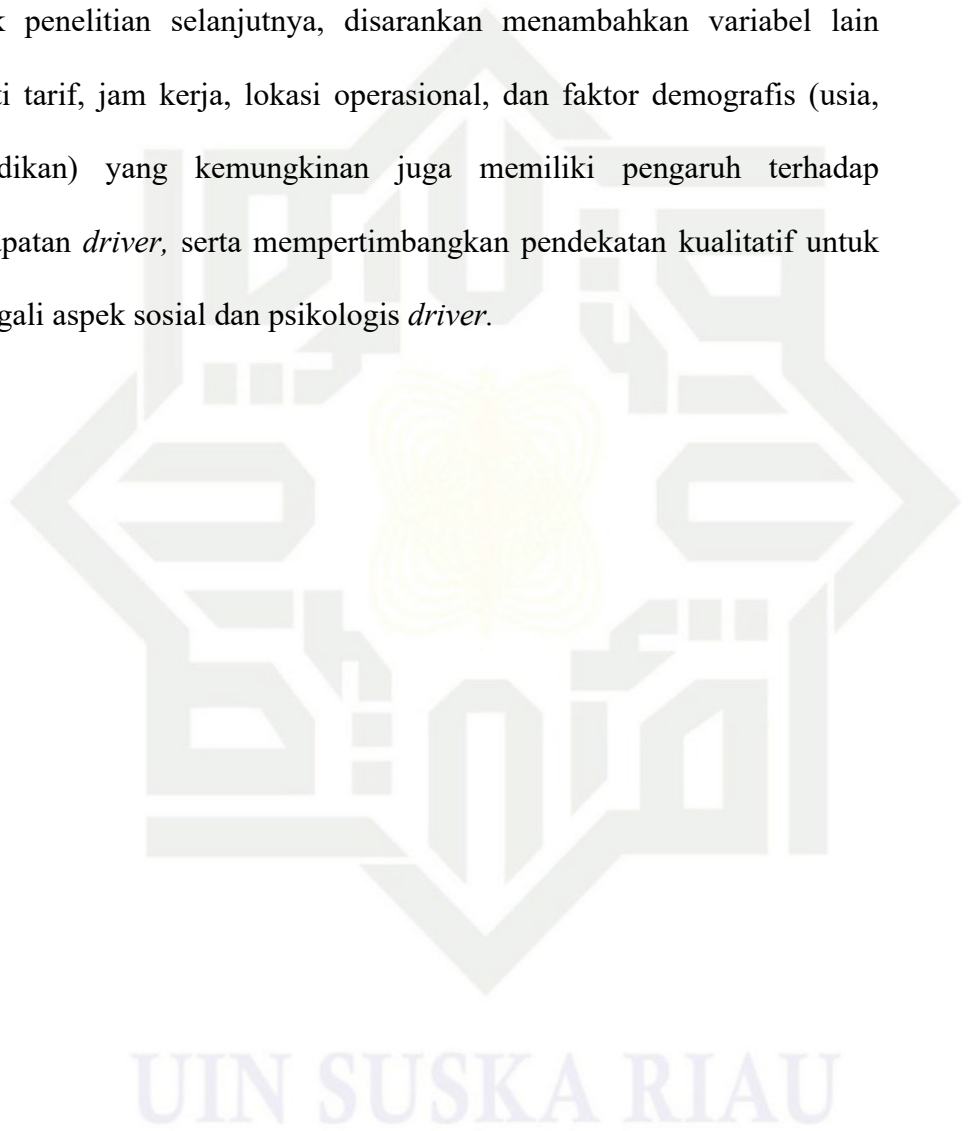 k penelitian selanjutnya, disarankan menambahkan variabel lain
ti tarif, jam kerja, lokasi operasional, dan faktor demografis (usia,
dikan) yang kemungkinan juga memiliki pengaruh terhadap
patan driver, serta mempertimbangkan pendekatan kualitatif untuk
gali aspek sosial dan psikologis driver.
UIN SUSKA RIAU